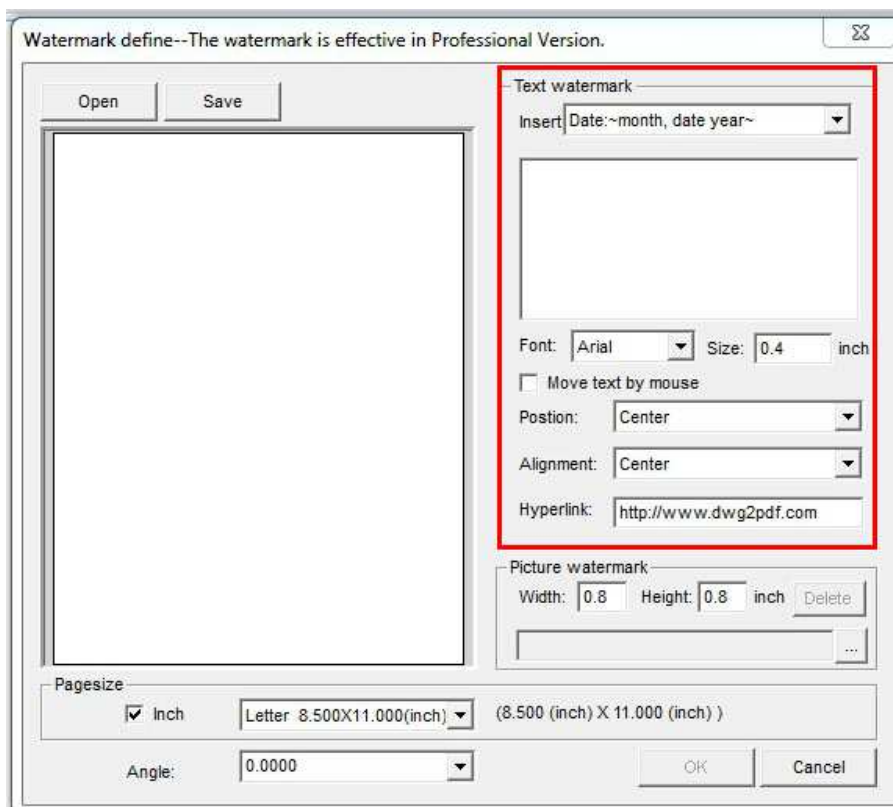 Watermark define--The watermark is effective in Professional Version.
Open Save
Text watermark
Insert Date:~month, date year~
Font: Arial Size: 0.4 inch
Move text by mouse
Postion: Center
Alignment: Center
Hyperlink: http://www.dwg2pdf.com
Picture watermark
Width: 0.8 Height: 0.8 inch Delete
...
Pagesize
Inch Letter 8.500X11.000(inch) (8.500 (inch) X 11.000 (inch) )
Angle: 0.0000 OK Cancel